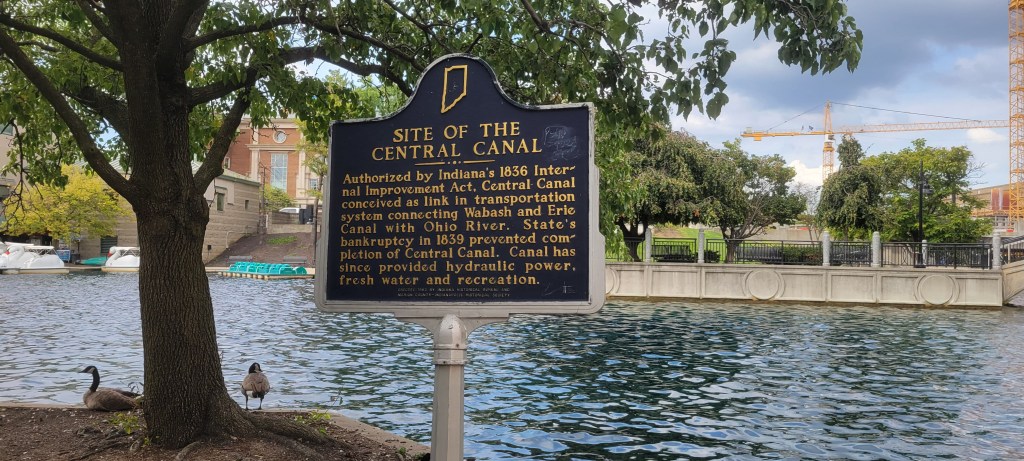 SITE OF THE
CENTRAL CANAL
Authorized by Indiana's 1836 Inter-
nal Improvement Act, Central Canal
conceived as link in transportation
system connecting Wabash and Erie
Canal with Ohio River. State's
bankruptcy in 1839 prevented com-
pletion of Central Canal. Canal has
since provided hydraulic power,
fresh water and recreation.